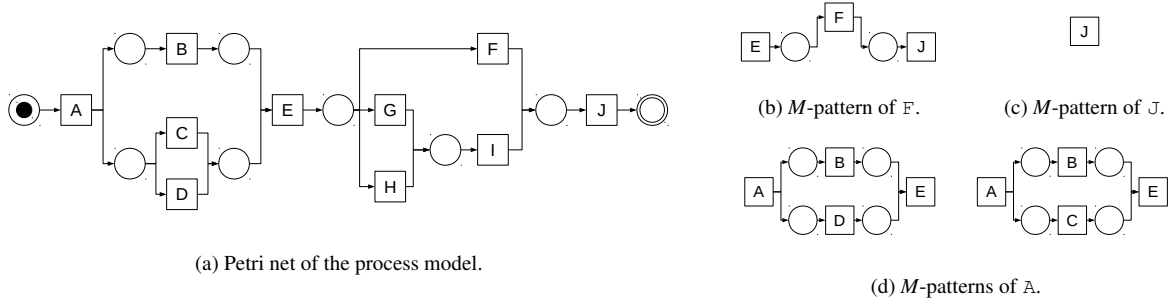 A
B
C
D
E
F
G
H
I
J
(a) Petri net of the process model.
E
F
J
(b) M-pattern of F.
J
(c) M-pattern of J.
A
B
D
E
A
B
C
E
(d) M-patterns of A.